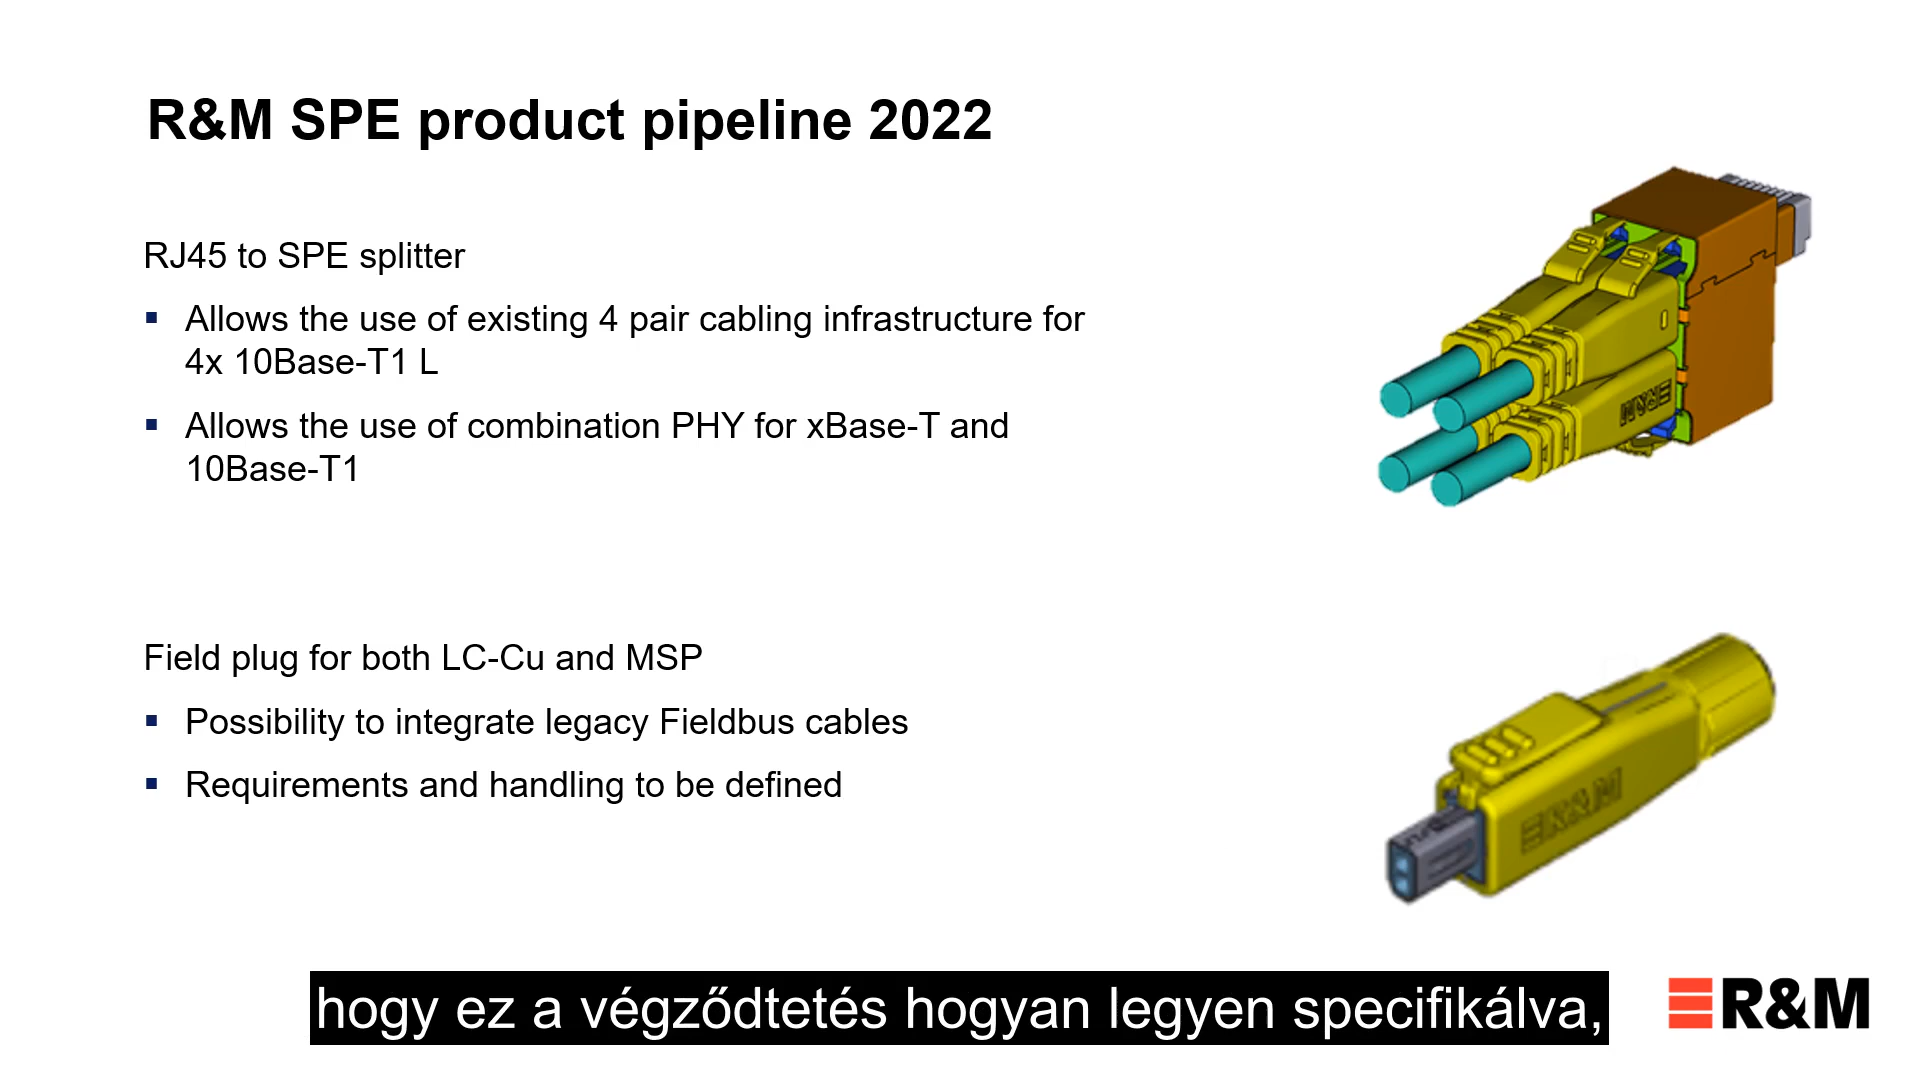 R&M SPE product pipeline 2022
RJ45 to SPE splitter
▪ Allows the use of existing 4 pair cabling infrastructure for
4x 10Base-T1 L
▪ Allows the use of combination PHY for xBase-T and
10Base-T1
R&M
Field plug for both LC-Cu and MSP
▪ Possibility to integrate legacy Fieldbus cables
▪ Requirements and handling to be defined
R&M
hogy ez a végződtetés hogyan legyen specifikálva,
R&M